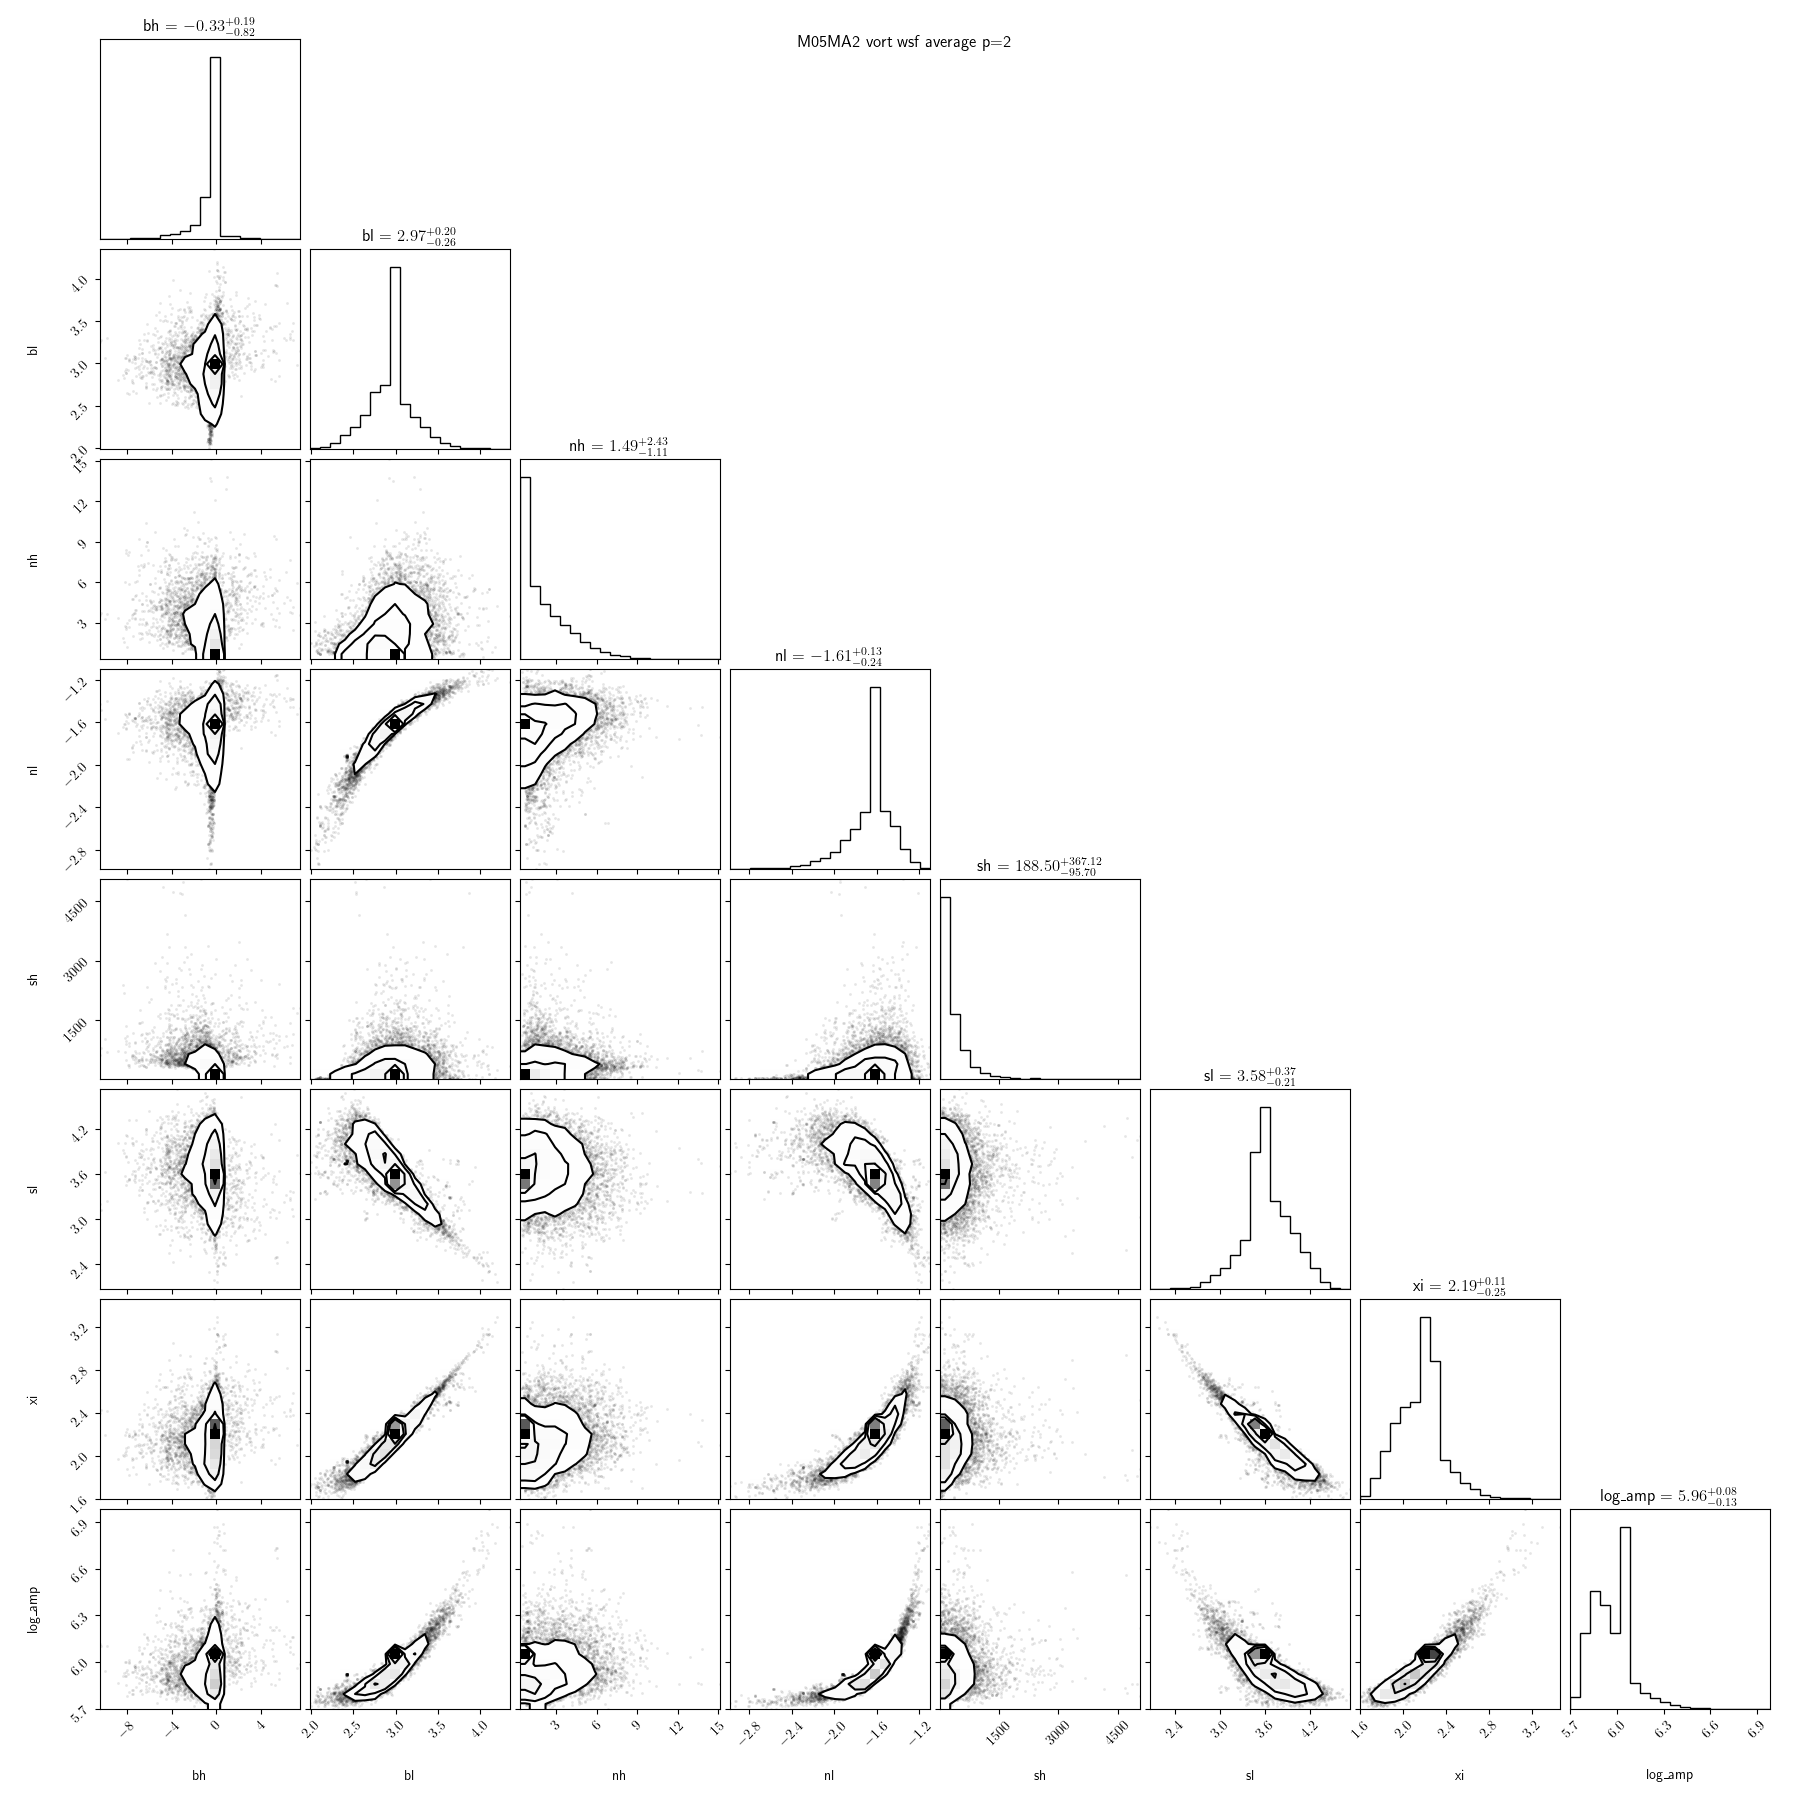 bh = −0.33+0.19 −0.82
M05MA2 vort wsf average p=2
bl = 2.97+0.20 −0.26
4.0
3.5
3.0
2.5
2.0
bl
nh = 1.49+2.43 −1.11
15
12
9
6
3
nh
nl = −1.61+0.13 −0.24
−1.2
−1.6
−2.0
−2.4
−2.8
nl
sh = 188.50+367.12 −95.70
4500
3000
1500
sh
sl = 3.58+0.37 −0.21
4.2
3.6
3.0
2.4
sl
xi = 2.19+0.11 −0.25
3.2
2.8
2.4
2.0
1.6
xi
log_amp = 5.96+0.08 −0.13
6.9
6.6
6.3
6.0
5.7
log_amp
−8 −4 0 4 2.0 2.5 3.0 3.5 4.0 3 6 9 12 15 −2.8 −2.4 −2.0 −1.6 −1.2 1500 3000 4500 2.4 3.0 3.6 4.2 1.6 2.0 2.4 2.8 3.2 5.7 6.0 6.3 6.6 6.9
bh bl nh nl sh sl xi log_amp